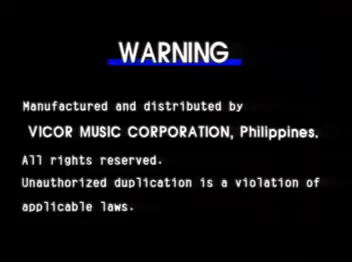 WARNING
Manufactured and distributed by
VICOR MUSIC CORPORATION, Philippines.
All rights reserved.
Unauthorized duplication is a violation of
applicable laws.